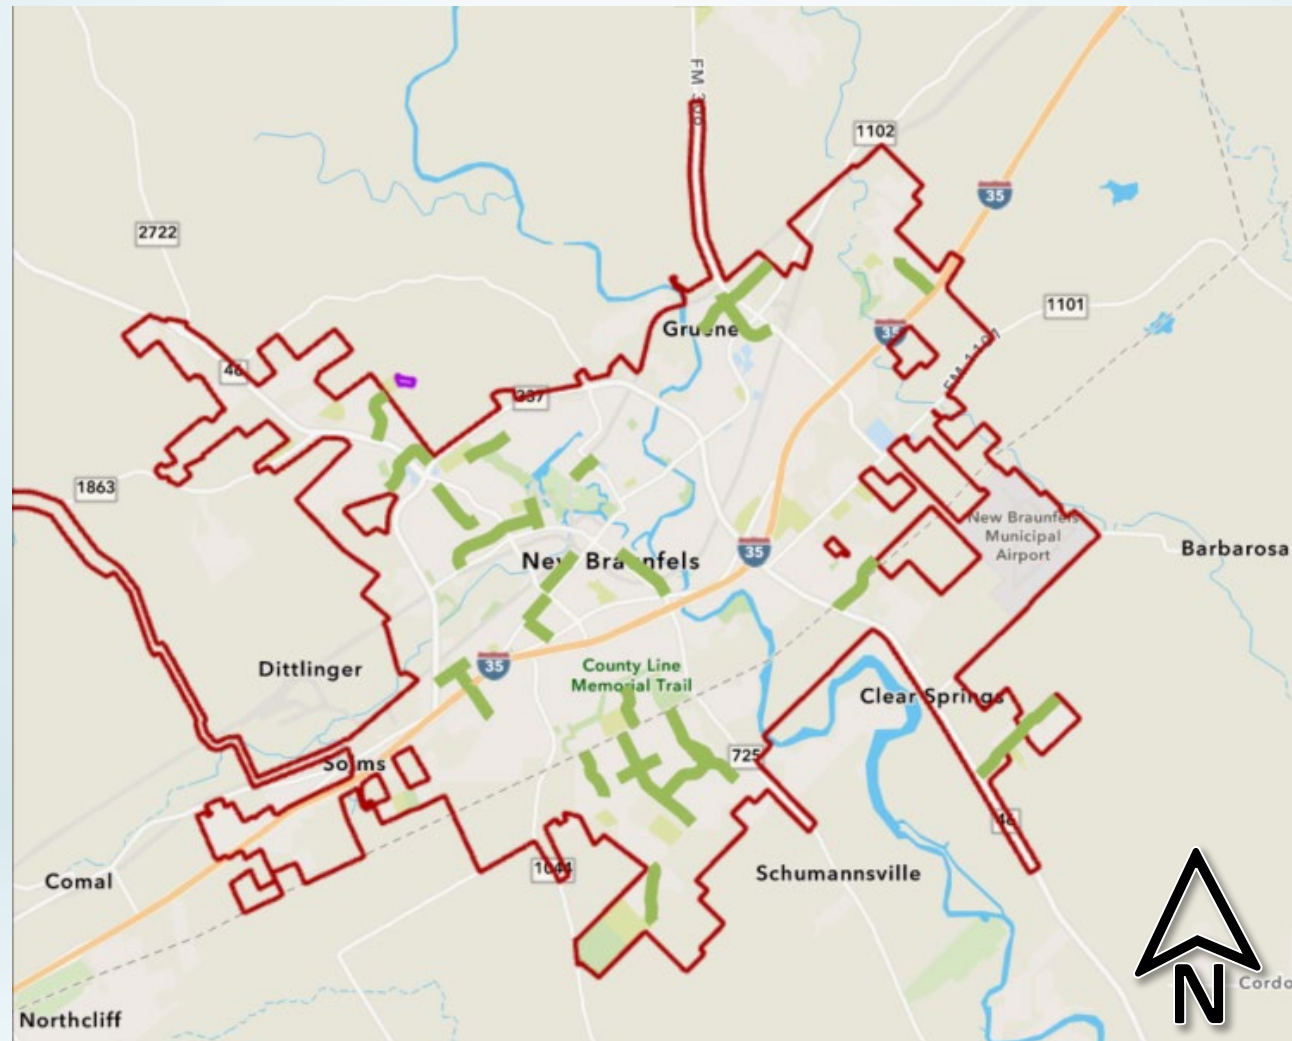 FM 306
1102
35
2722
1101
Gruene
35
46
FM 1101
337
1863
New Braunfels
Municipal
Airport
Barbarosa
New Braunfels
35
Dittlinger
35
County Line
Memorial Trail
Clear Springs
725
Solms
46
1044
Comal
Schumannsville
N
Cordo
Northcliff